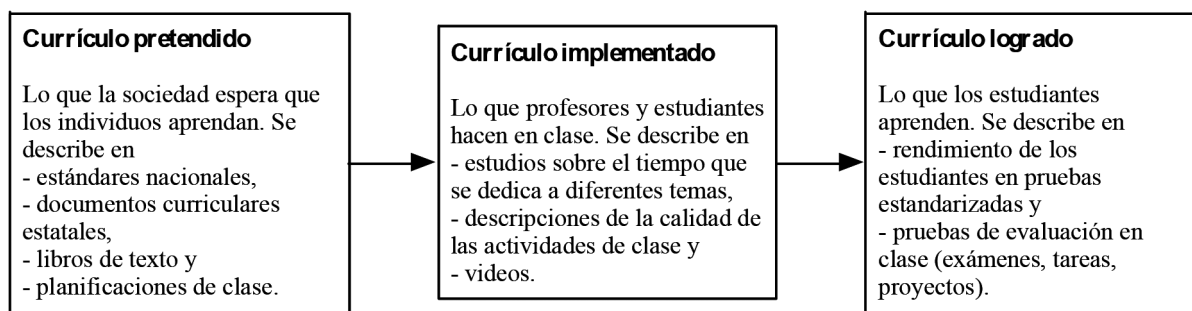 Currículo pretendido
Lo que la sociedad espera que
los individuos aprendan. Se
describe en
- estándares nacionales,
- documentos curriculares
estatales,
- libros de texto y
- planificaciones de clase.
Currículo implementado
Lo que profesores y estudiantes
hacen en clase. Se describe en
- estudios sobre el tiempo que
se dedica a diferentes temas,
- descripciones de la calidad de
las actividades de clase y
- videos.
Currículo logrado
Lo que los estudiantes
aprenden. Se describe en
- rendimiento de los
estudiantes en pruebas
estandarizadas y
- pruebas de evaluación en
clase (exámenes, tareas,
proyectos).